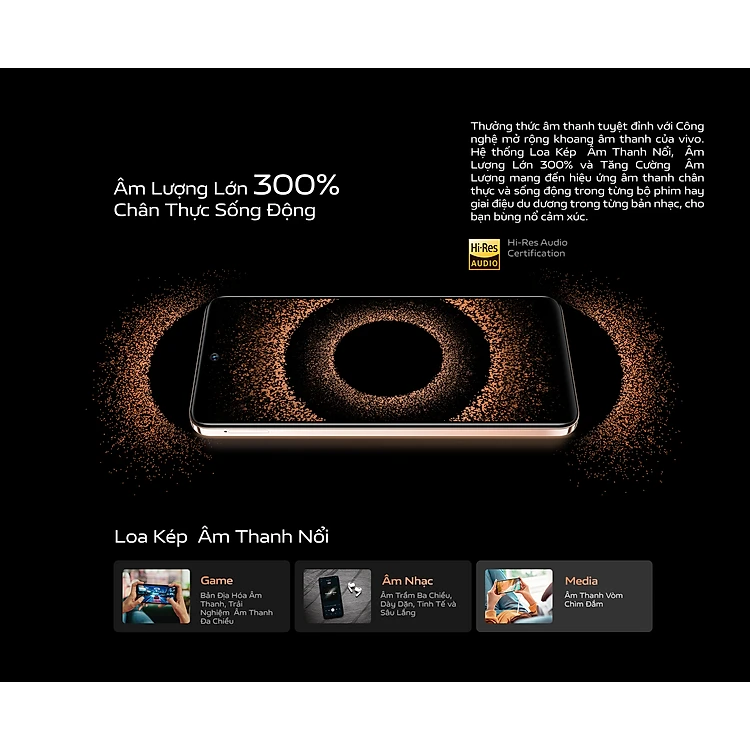 Âm Lượng Lớn 300%
Chân Thực Sống Động
Thưởng thức âm thanh tuyệt đỉnh với Công
nghệ mở rộng khoang âm thanh của vivo.
Hệ thống Loa Kép Âm Thanh Nổi, Âm
Lượng Lớn 300% và Tăng Cường Âm
Lượng mang đến hiệu ứng âm thanh chân
thực và sống động trong từng bộ phim hay
giai điệu du dương trong từng bản nhạc, cho
bạn bùng nổ cảm xúc.
Hi-Res
AUDIO
Hi-Res Audio
Certification
Loa Kép Âm Thanh Nổi
Game
Bản Địa Hóa Âm
Thanh, Trải
Nghiệm Âm Thanh
Đa Chiều
Âm Nhạc
Âm Trầm Ba Chiều,
Dày Dặn, Tinh Tế và
Sâu Lắng
Media
Âm Thanh Vòm
Chìm Đắm